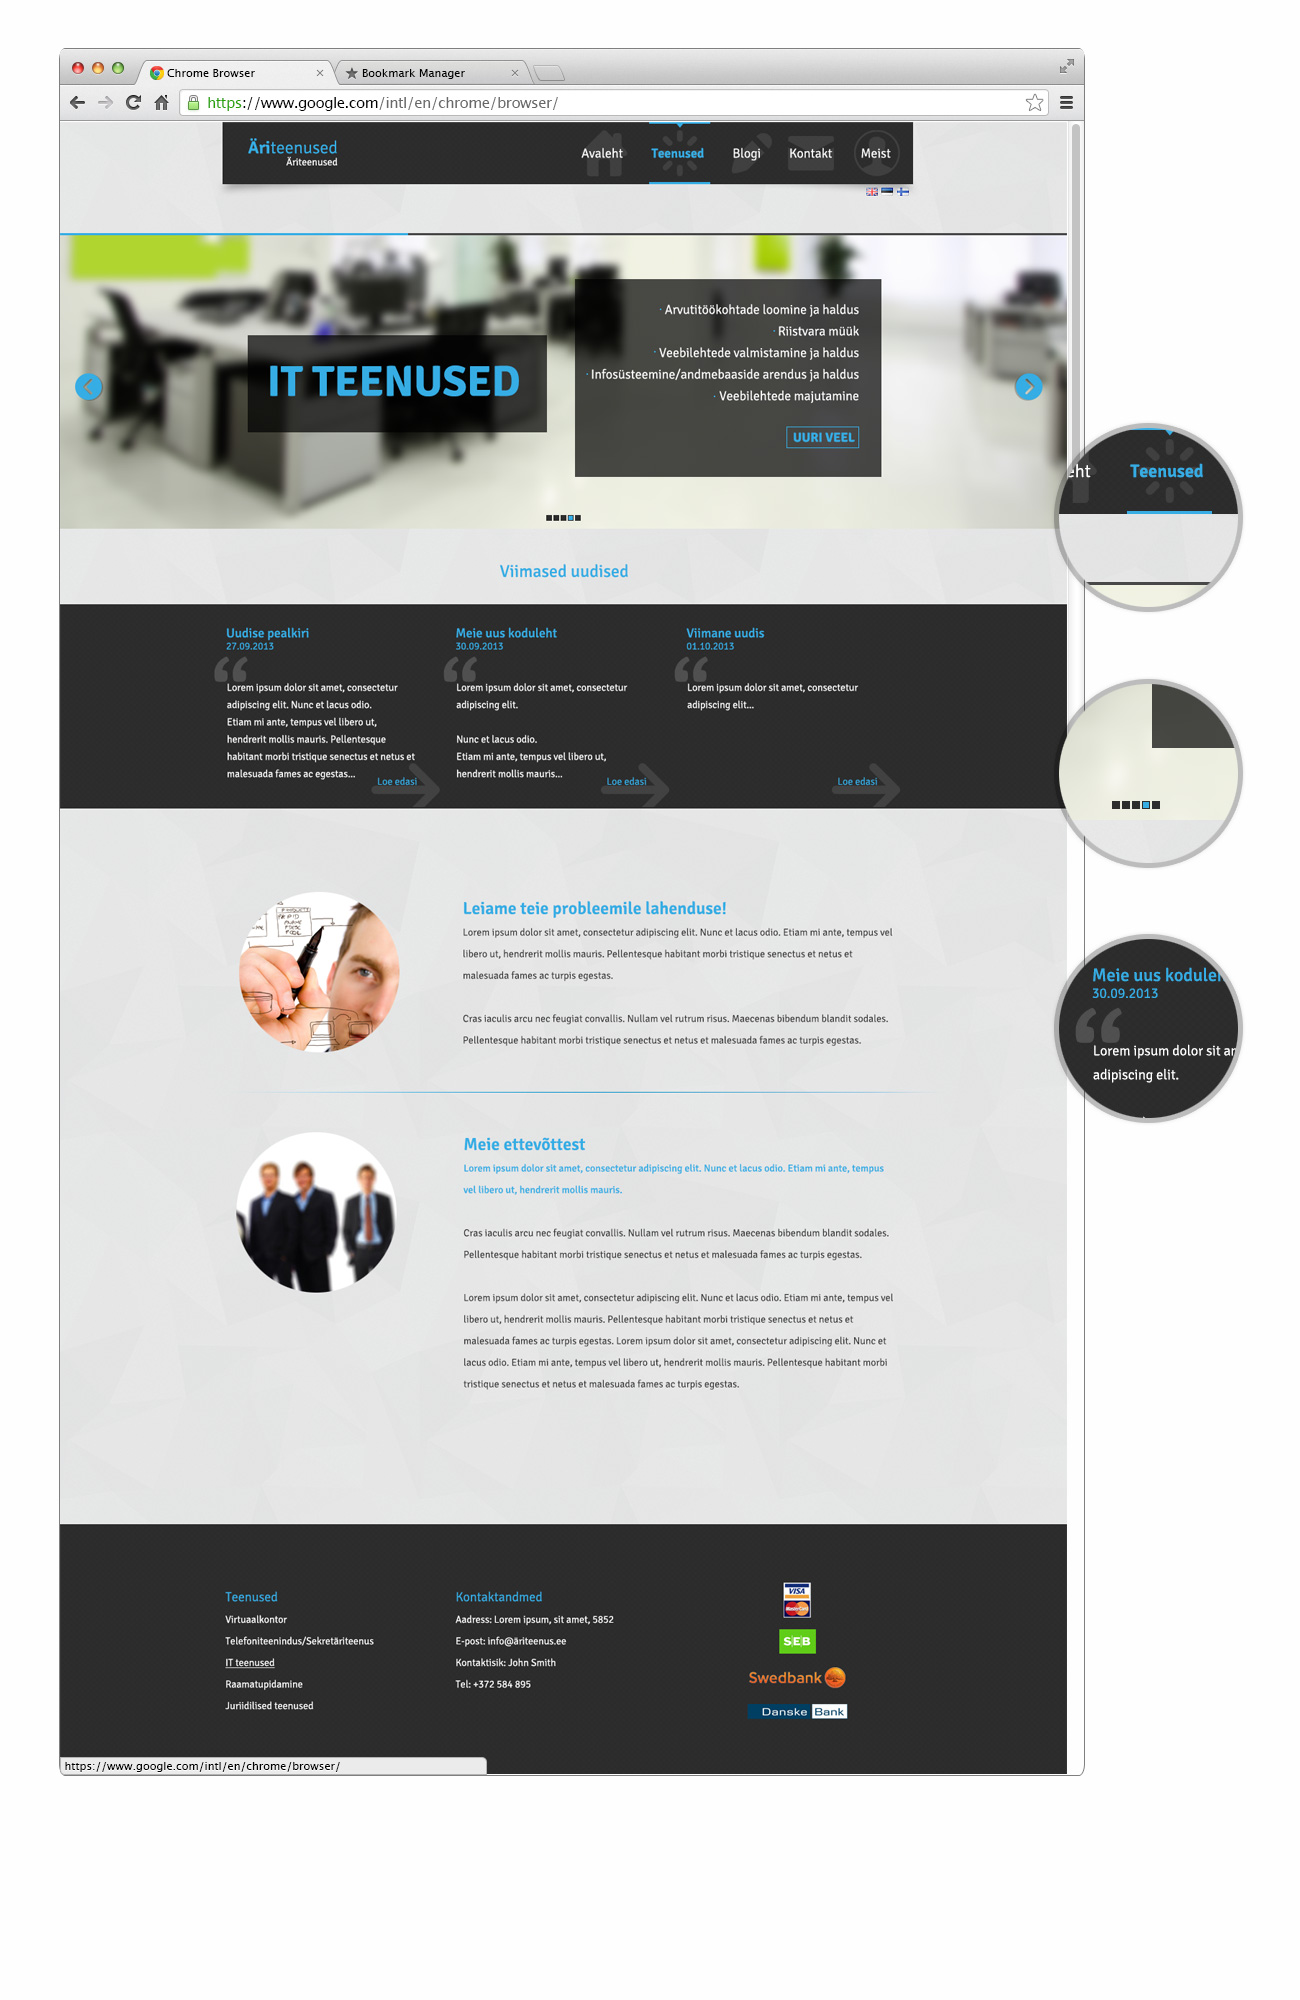 Chrome Browser
Bookmark Manager
https://www.google.com/intl/en/chrome/browser/
Äriteenused
Äriteenused
Avaleht
Teenused
Blogi
Kontakt
Meist
IT TEENUSED
· Arvutitöökohtade loomine ja haldus
· Riistvara müük
· Veebilehtede valmistamine ja haldus
· Infosüsteemine/andmebaaside arendus ja haldus
· Veebilehtede majutamine
UURI VEEL
eht
Teenused
Viimased uudised
Uudise pealkiri
27.09.2013
Lorem ipsum dolor sit amet, consectetur
adipiscing elit. Nunc et lacus odio.
Etiam mi ante, tempus vel libero ut,
hendrerit mollis mauris. Pellentesque
habitant morbi tristique senectus et netus et
malesuada fames ac egestas...
Loe edasi
Meie uus koduleht
30.09.2013
Lorem ipsum dolor sit amet, consectetur
adipiscing elit.
Nunc et lacus odio.
Etiam mi ante, tempus vel libero ut,
hendrerit mollis mauris...
Loe edasi
Viimane uudis
01.10.2013
Lorem ipsum dolor sit amet, consectetur
adipiscing elit...
Loe edasi
Leiame teie probleemile lahenduse!
Lorem ipsum dolor sit amet, consectetur adipiscing elit. Nunc et lacus odio. Etiam mi ante, tempus vel
libero ut, hendrerit mollis mauris. Pellentesque habitant morbi tristique senectus et netus et
malesuada fames ac turpis egestas.
Cras iaculis arcu nec feugiat convallis. Nullam vel rutrum risus. Maecenas bibendum blandit sodales.
Pellentesque habitant morbi tristique senectus et netus et malesuada fames ac turpis egestas.
Meie uus kodule
30.09.2013
Lorem ipsum dolor sit ar
adipiscing elit.
Meie ettevõttest
Lorem ipsum dolor sit amet, consectetur adipiscing elit. Nunc et lacus odio. Etiam mi ante, tempus
vel libero ut, hendrerit mollis mauris.
Cras iaculis arcu nec feugiat convallis. Nullam vel rutrum risus. Maecenas bibendum blandit sodales.
Pellentesque habitant morbi tristique senectus et netus et malesuada fames ac turpis egestas.
Lorem ipsum dolor sit amet, consectetur adipiscing elit. Nunc et lacus odio. Etiam mi ante, tempus vel
libero ut, hendrerit mollis mauris. Pellentesque habitant morbi tristique senectus et netus et
malesuada fames ac turpis egestas. Lorem ipsum dolor sit amet, consectetur adipiscing elit. Nunc et
lacus odio. Etiam mi ante, tempus vel libero ut, hendrerit mollis mauris. Pellentesque habitant morbi
tristique senectus et netus et malesuada fames ac turpis egestas.
Teenused
Virtuaalkontor
Telefoniteenindus/Sekretäriteenus
IT teenused
Raamatupidamine
Juriidilised teenused
Kontaktandmed
Aadress: Lorem ipsum, sit amet, 5852
E-post: info@äriteenus.ee
Kontaktisik: John Smith
Tel: +372 584 895
VISA
MasterCard
SEB
Swedbank
Danske Bank
https://www.google.com/intl/en/chrome/browser/